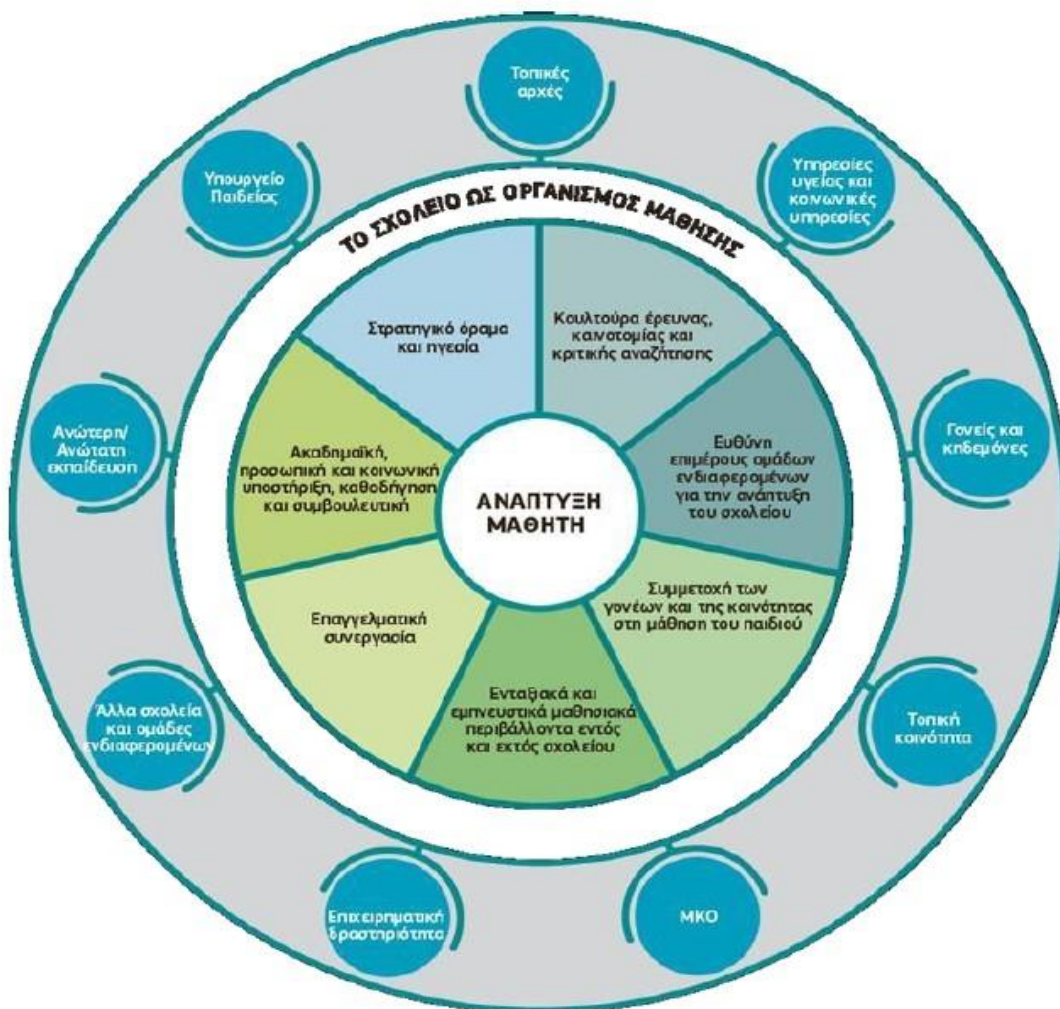 Τοπικές
αρχές
Υπηρεσίες
υγείας και
κοινωνικές
υπηρεσίες
Γονείς και
κηδεμόνες
Τοπική
κοινότητα
ΜΚΟ
Επιχειρηματική
δραστηριότητα
Άλλα σχολεία
και ομάδες
ενδιαφερομένων
Ανώτερη/
Ανώτατη
εκπαίδευση
Υπουργείο
Παιδείας
ΤΟ ΣΧΟΛΕΙΟ ΩΣ ΟΡΓΑΝΙΣΜΟΣ ΜΑΘΗΣΗΣ
Στρατηγικό όραμα
και ηγεσία
Κουλτούρα έρευνας,
καινοτομίας και
κριτικής αναζήτησης
Ευθύνη
επιμέρους ομάδων
ενδιαφερομένων
για την ανάπτυξη
του σχολείου
Συμμετοχή των
γονέων και της κοινότητας
στη μάθηση του παιδιού
Ενταξιακά και
εμπνευστικά μαθησιακά
περιβάλλοντα εντός
και εκτός σχολείου
Επαγγελματική
συνεργασία
Ακαδημαϊκή,
προσωπική και κοινωνική
υποστήριξη, καθοδήγηση
και συμβουλευτική
ΑΝΑΠΤΥΞΗ
ΜΑΘΗΤΗ